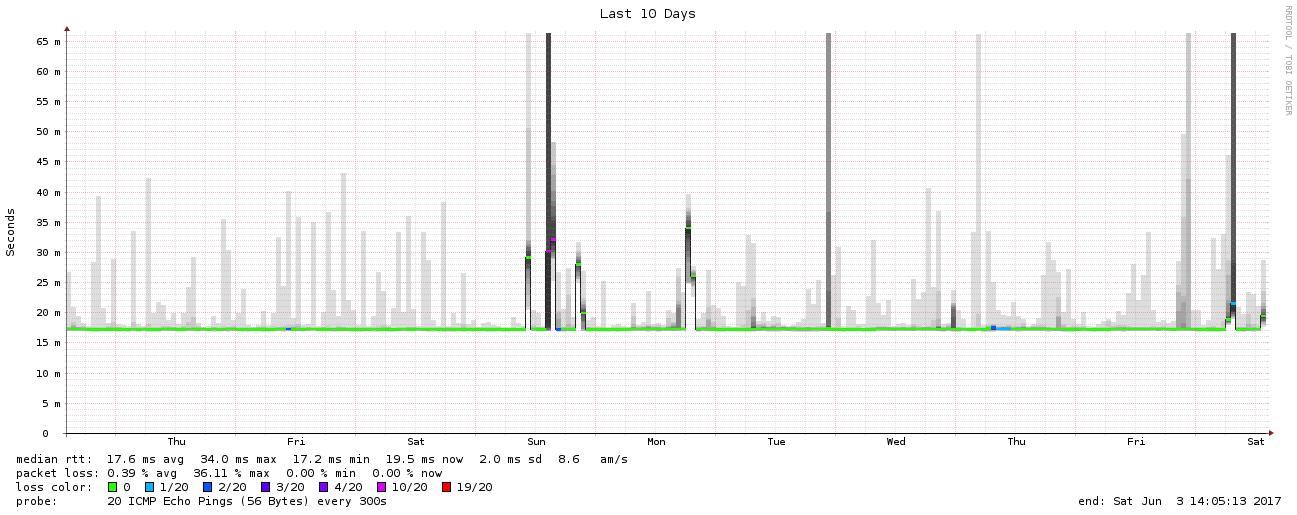 Last 10 Days
RRDTOOL / TOBI OETIKER
Seconds
65 m
60 m
55 m
50 m
45 m
40 m
35 m
30 m
25 m
20 m
15 m
10 m
5 m
0
Thu Fri Sat Sun Mon Tue Wed Thu Fri Sat
median rtt: 17.6 ms avg 34.0 ms max 17.2 ms min 19.5 ms now 2.0 ms sd 8.6 am/s
packet loss: 0.39 % avg 36.11 % max 0.00 % min 0.00 % now
loss color: 0 1/20 2/20 3/20 4/20 10/20 19/20
probe: 20 ICMP Echo Pings (56 Bytes) every 300s end: Sat Jun 3 14:05:13 2017